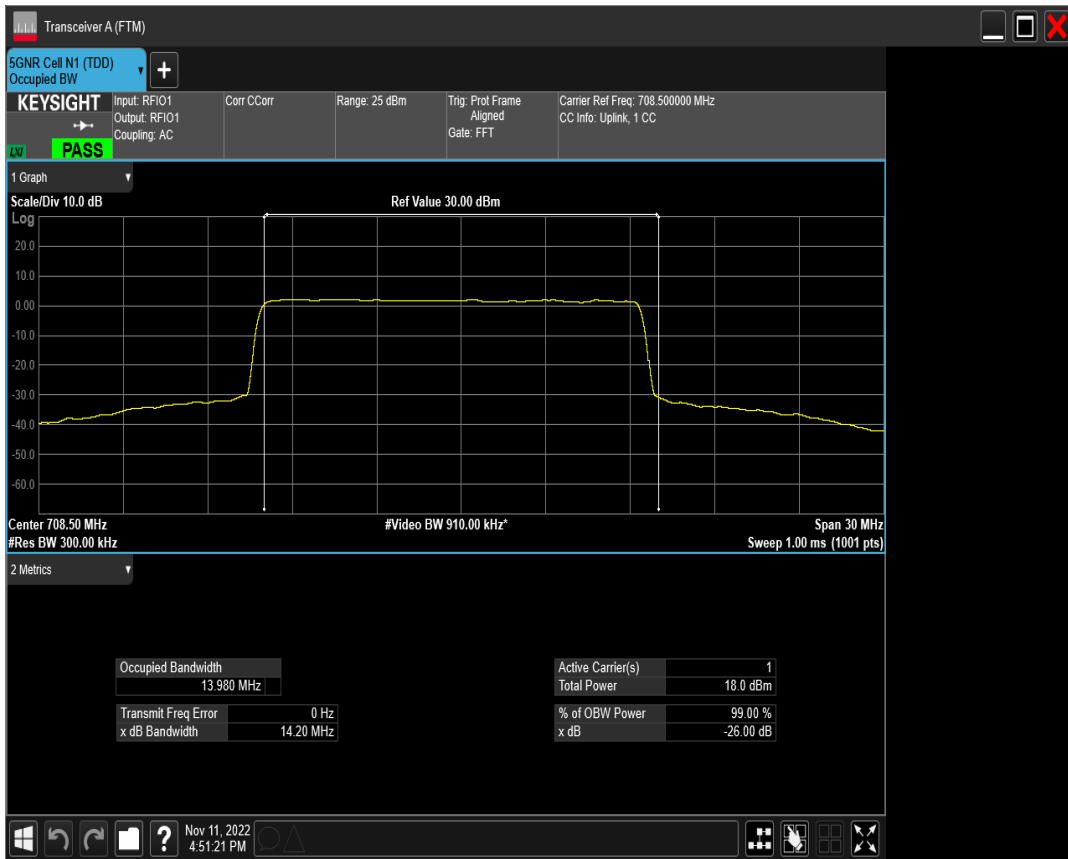 Transceiver A (FTM)
5GNR Cell N1 (TDD)
Occupied BW
+
KEYSIGHT
LXI
PASS
Input: RFIO1
Output: RFIO1
Coupling: AC
Corr CCorr
Range: 25 dBm
Trig: Prot Frame
Aligned
Gate: FFT
Carrier Ref Freq: 708.500000 MHz
CC Info: Uplink, 1 CC
1 Graph
Scale/Div 10.0 dB
Ref Value 30.00 dBm
Log
20.0
10.0
0.00
-10.0
-20.0
-30.0
-40.0
-50.0
-60.0
Center 708.50 MHz
#Video BW 910.00 kHz*
Span 30 MHz
#Res BW 300.00 kHz
Sweep 1.00 ms (1001 pts)
2 Metrics
Occupied Bandwidth
13.980 MHz
Transmit Freq Error 0 Hz
x dB Bandwidth 14.20 MHz
Active Carrier(s) 1
Total Power 18.0 dBm
% of OBW Power 99.00 %
x dB -26.00 dB
?
Nov 11, 2022
4:51:21 PM